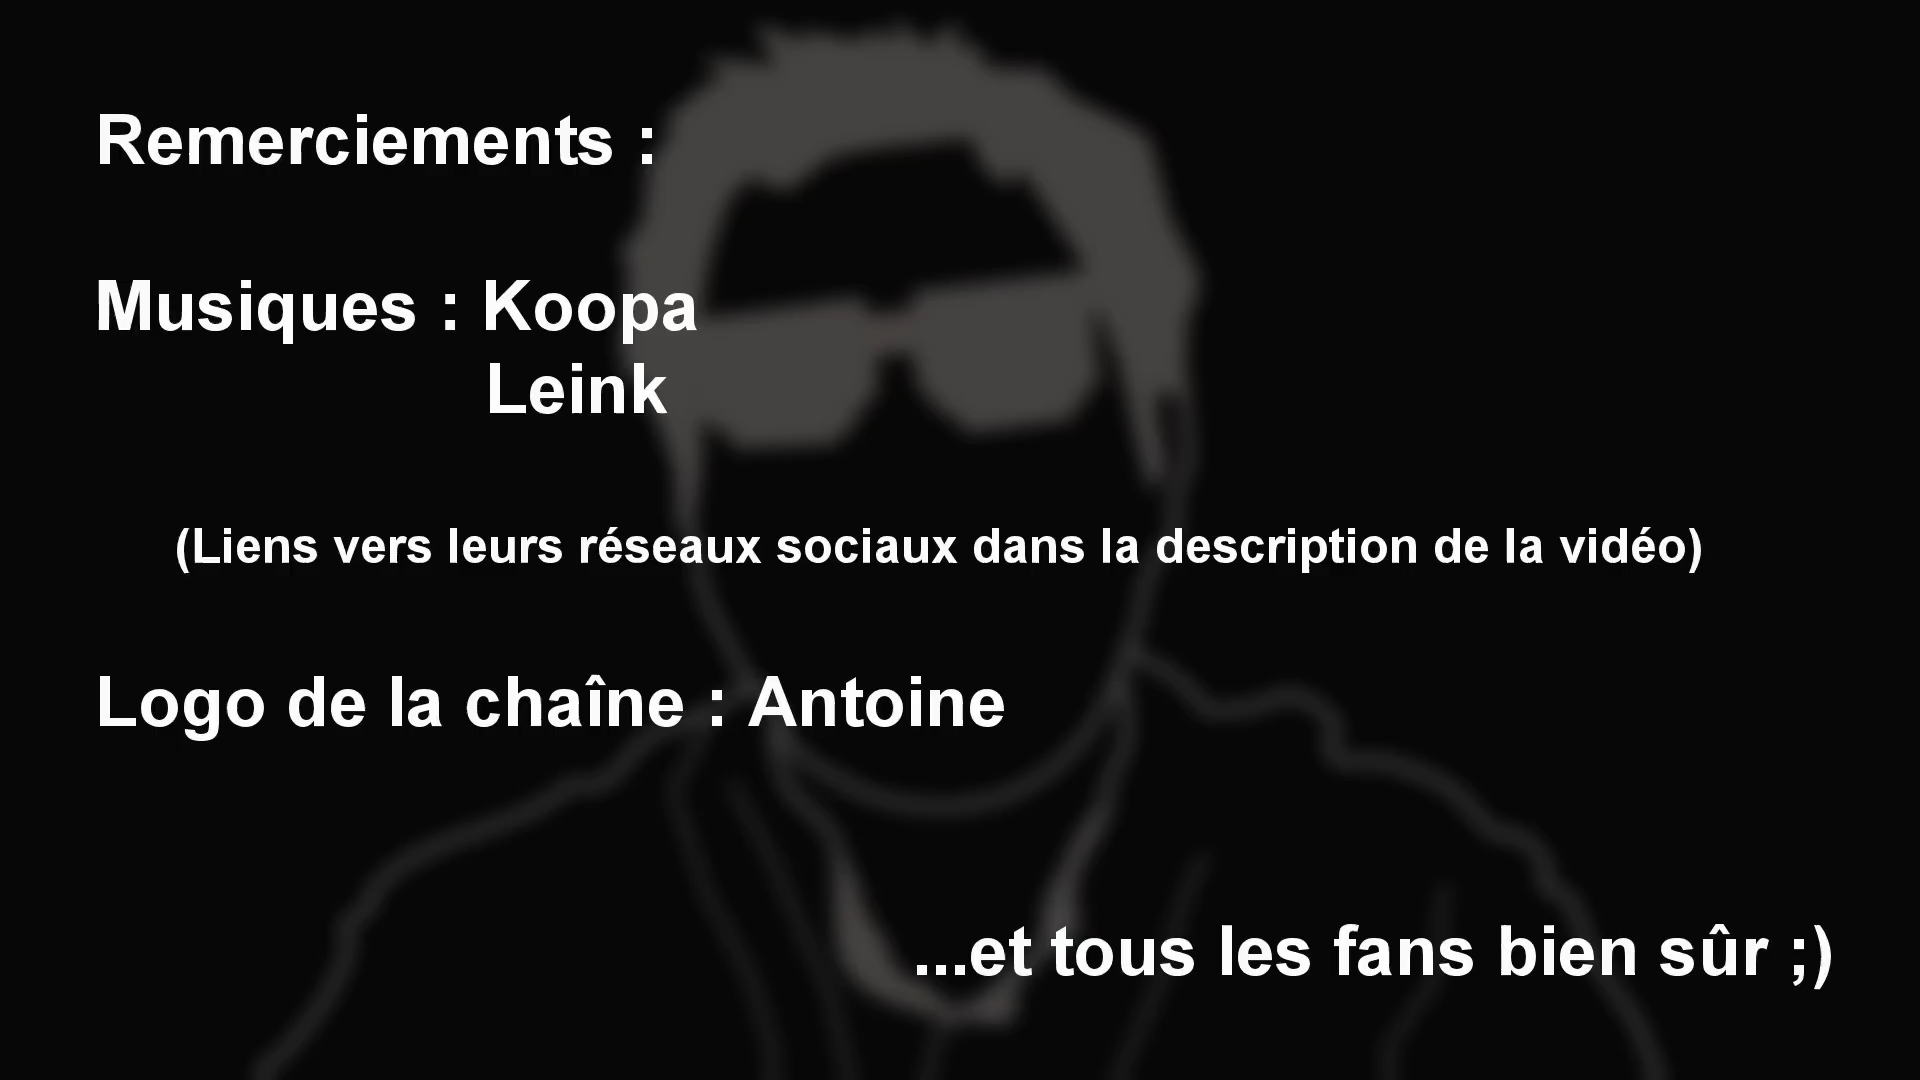 Remerciements :
Musiques : Koopa
Leink
(Liens vers leurs réseaux sociaux dans la description de la vidéo)
Logo de la chaîne : Antoine
...et tous les fans bien sûr ;)